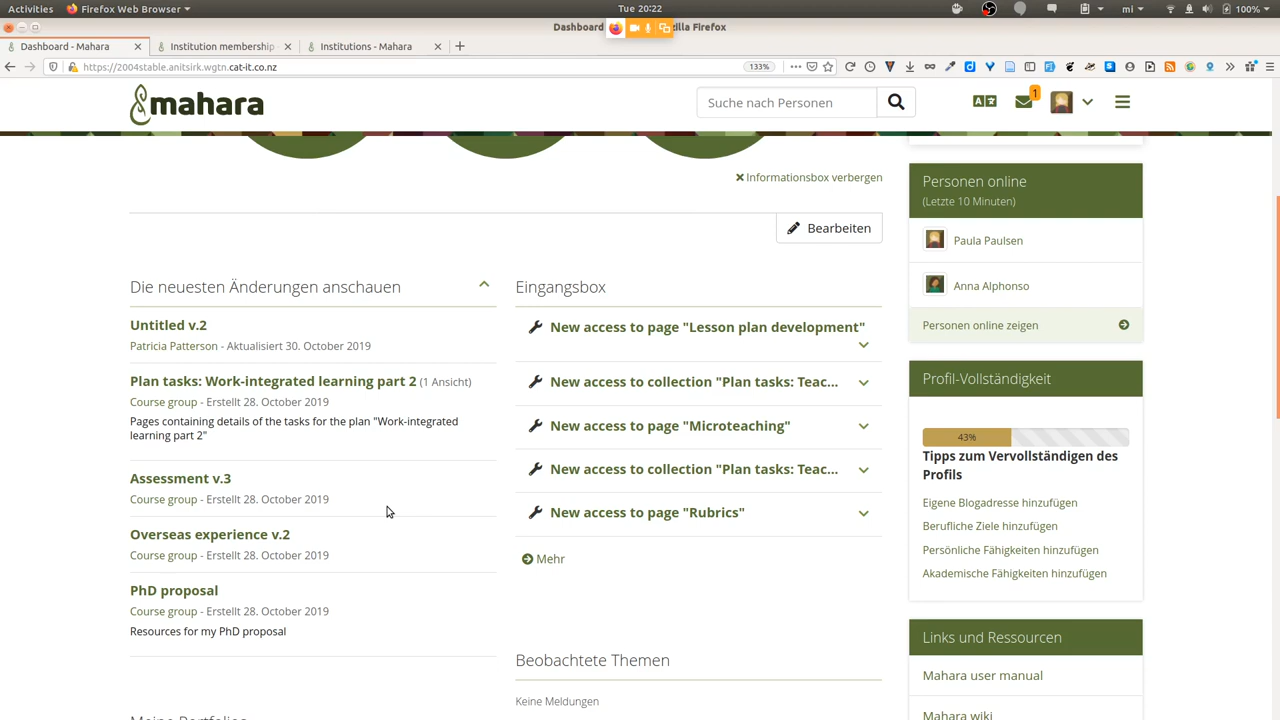 Activities
Firefox Web Browser
Tue 20:22
mi
100%
Dashboard
zilla Firefox
Dashboard - Mahara
Institution membership
Institutions - Mahara
https://2004stable.anitsirk.wgtn.cat-it.co.nz
133%
mahara
Suche nach Personen
1
Informationsbox verbergen
Bearbeiten
Die neuesten Änderungen anschauen
Untitled v.2
Patricia Patterson - Aktualisiert 30. October 2019
Plan tasks: Work-integrated learning part 2 (1 Ansicht)
Course group - Erstellt 28. October 2019
Pages containing details of the tasks for the plan "Work-integrated
learning part 2"
Assessment v.3
Course group - Erstellt 28. October 2019
Overseas experience v.2
Course group - Erstellt 28. October 2019
PhD proposal
Course group - Erstellt 28. October 2019
Resources for my PhD proposal
Eingangsbox
New access to page "Lesson plan development"
New access to collection "Plan tasks: Teac...
New access to page "Microteaching"
New access to collection "Plan tasks: Teac...
New access to page "Rubrics"
Mehr
Beobachtete Themen
Keine Meldungen
Personen online
(Letzte 10 Minuten)
Paula Paulsen
Anna Alphonso
Personen online zeigen
Profil-Vollständigkeit
43%
Tipps zum Vervollständigen des
Profils
Eigene Blogadresse hinzufügen
Berufliche Ziele hinzufügen
Persönliche Fähigkeiten hinzufügen
Akademische Fähigkeiten hinzufügen
Links und Ressourcen
Mahara user manual
Mahara wiki
Meine Portfolios